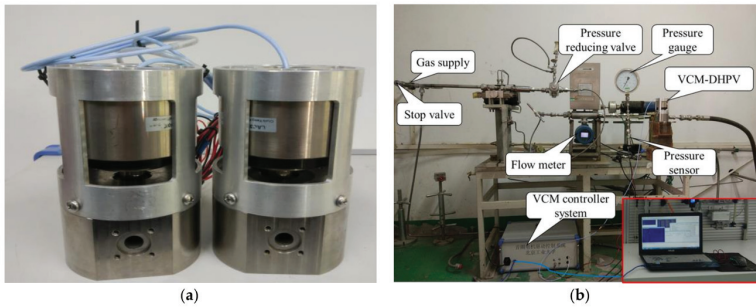 Gas supply
Stop valve
Pressure
reducing valve
Pressure
gauge
VCM-DHPV
Flow meter
Pressure
sensor
VCM controller
system
(a)
(b)